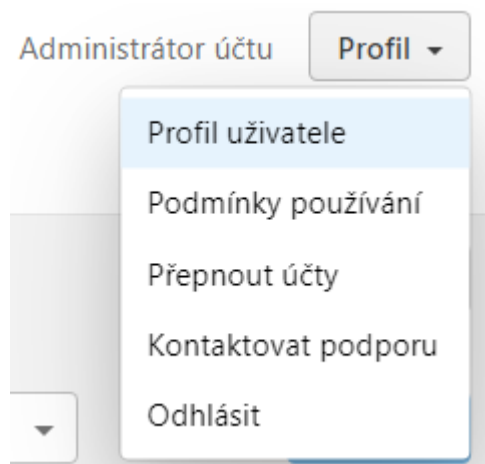 Administrátor účtu Profil
Profil uživatele
Podmínky používání
Přepnout účty
Kontaktovat podporu
Odhlásit